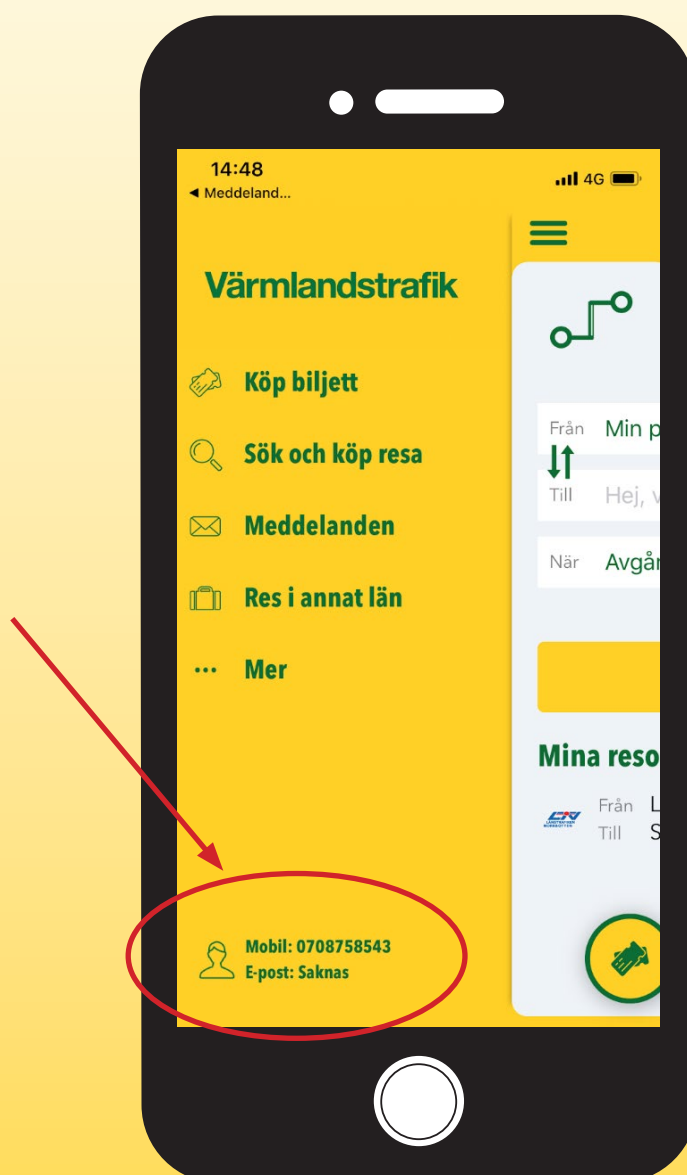 14:48
◀ Meddeland...
4G
Värmlandstrafik
Köp biljett
Sök och köp resa
Meddelanden
Res i annat län
Mer
Mobil: 0708758543
E-post: Saknas
Från Min p
Till Hej, v
När Avgår
Mina reso
Från L
Till S